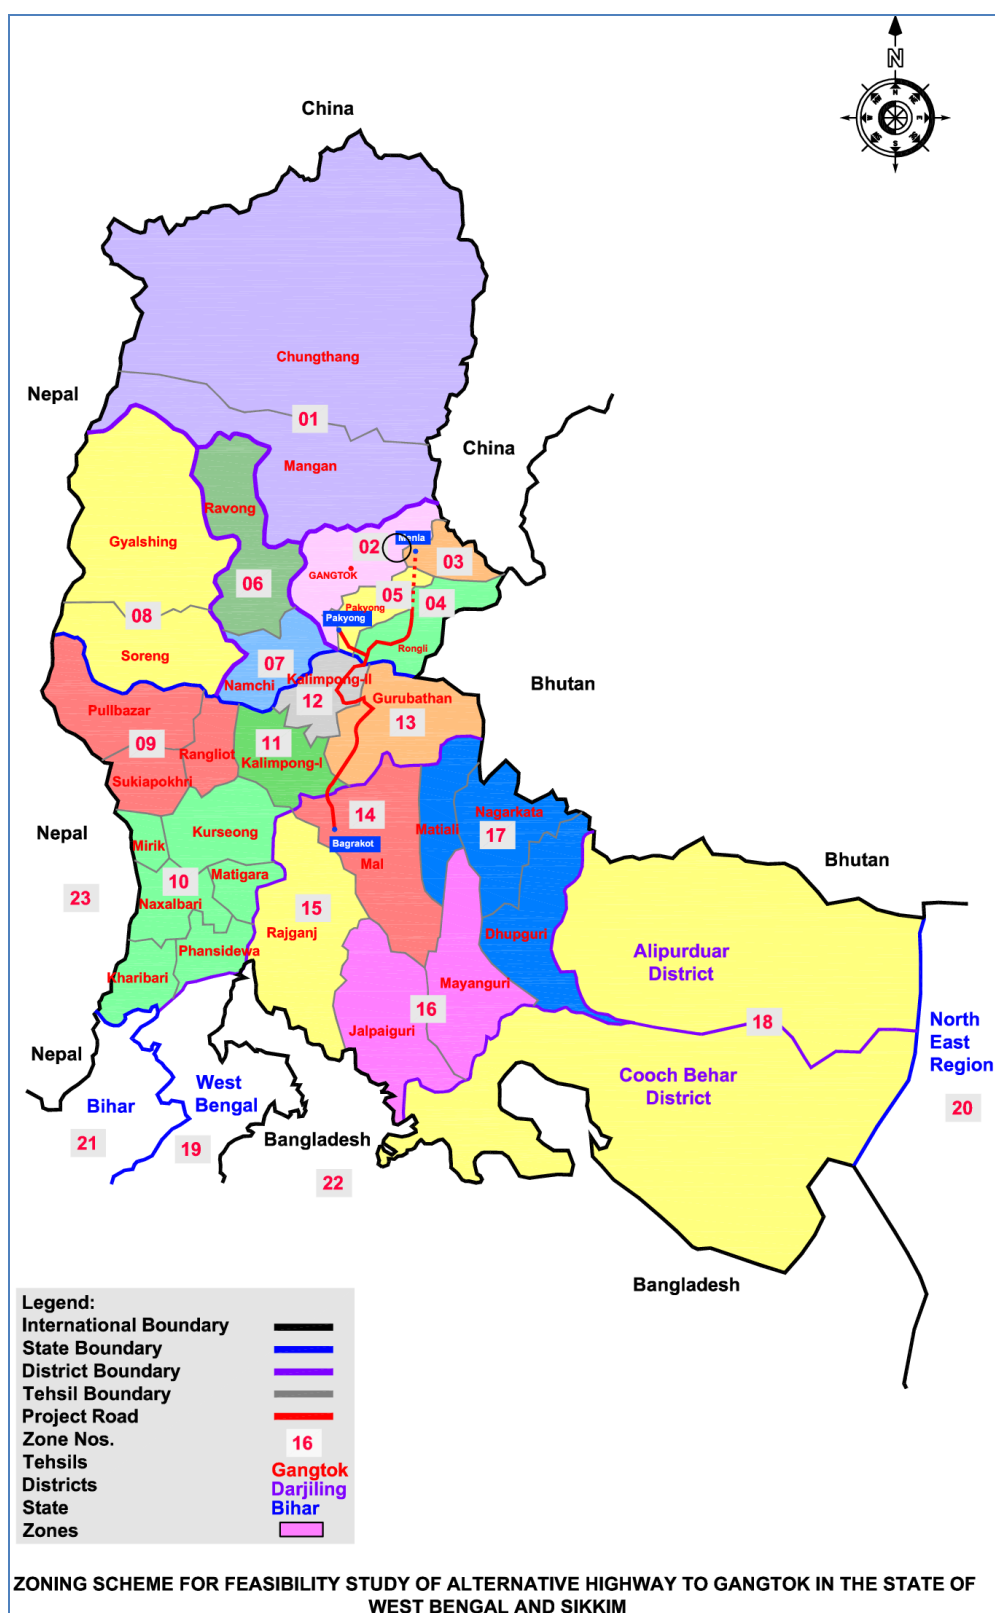 N
China
Chungthang
Nepal
01
China
Mangan
Ravong
Gyalshing
02
Menla
03
GANGTOK
06
05
04
Pakyong
08
Pakyong
Rongli
Soreng
07
Kalimpong-II
Namchi
Bhutan
12
Gurubathan
Pullbazar
13
09
11
Rangliot
Kalimpong-I
Sukiapokhri
14
Nagarkata
Nepal
Kurseong
Matiali
17
Mirik
Bagrakot
Mal
Bhutan
10
Matigara
23
Naxalbari
15
Rajganj
Dhupguri
Phansidewa
Alipurduar
District
Kharibari
Mayanguri
16
18
North
East
Region
Jalpaiguri
Nepal
West
Bengal
Cooch Behar
District
Bihar
20
21
19
Bangladesh
22
Bangladesh
Legend:
International Boundary
State Boundary
District Boundary
Tehsil Boundary
Project Road
Zone Nos. 16
Tehsils Gangtok
Districts Darjiling
State Bihar
Zones
ZONING SCHEME FOR FEASIBILITY STUDY OF ALTERNATIVE HIGHWAY TO GANGTOK IN THE STATE OF
WEST BENGAL AND SIKKIM